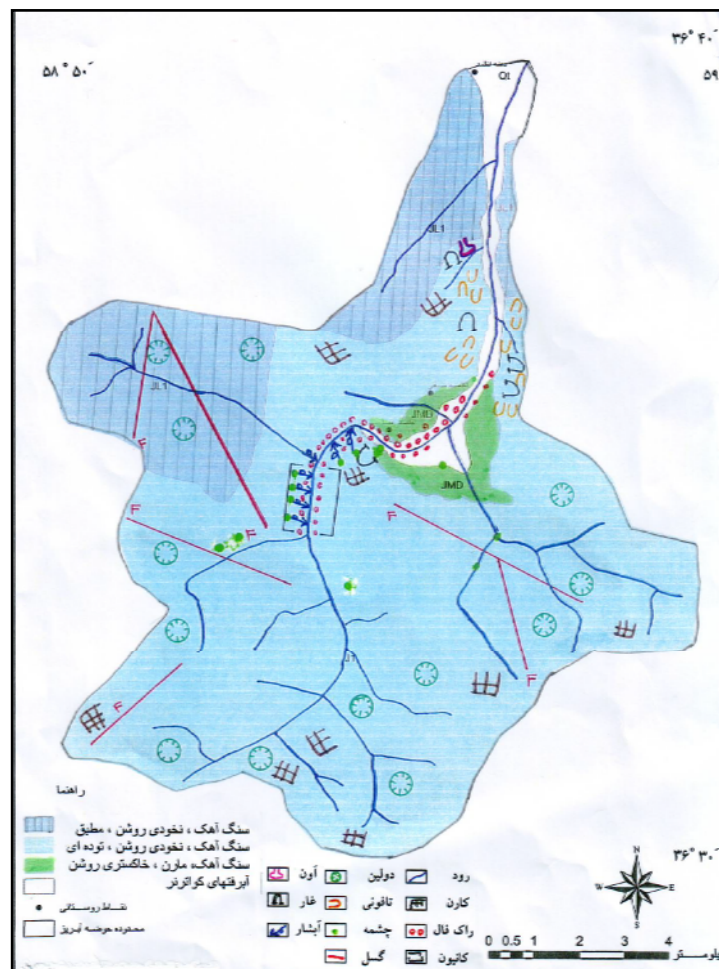 ۳۶° ۴۰´
۵۸° ۵۰´
۵۹
Qt
JL1
JL1
JMD
JMD
F
F
F
F
F
F
راهنما
سنگ آهک ، نخودی روشن ، مطبق
سنگ آهک ، نخودی روشن ، توده ای
سنگ آهک، مارن ، خاکستری روشن
آبرفتهای کواترنر
نقاط روستائی
محدوده حوضه آبریز
آون
دولین
رود
غار
تافونی
کارن
آبشار
چشمه
راک فال
گسل
کانیون
۳۶° ۳۰´
N
W
E
S
0 0.5 1 2 3 4
یلومتر